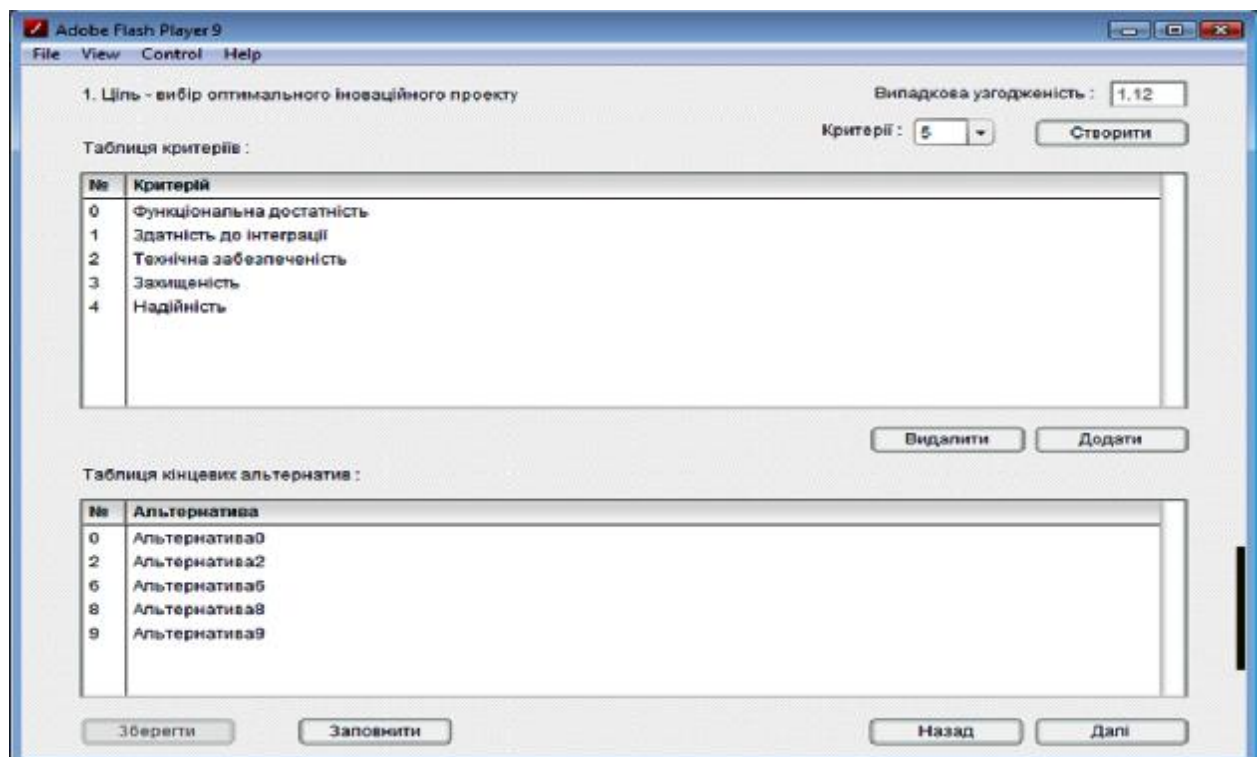 Adobe Flash Player 9
File View Control Help
1. Ціль - вибір оптимального іноваційного проекту
Випадкова узгодженість : 1.12
Критерії : 5 Створити
Таблиця критеріїв :
№ Критерій
0 Функціональна достатність
1 Здатність до інтеграції
2 Технічна забезпеченість
3 Захищеність
4 Надійність
Видалити Додати
Таблиця кінцевих альтернатив :
№ Альтернатива
0 Альтернатива0
2 Альтернатива2
6 Альтернатива6
8 Альтернатива8
9 Альтернатива9
Зберегти Заповнити Назад Далі